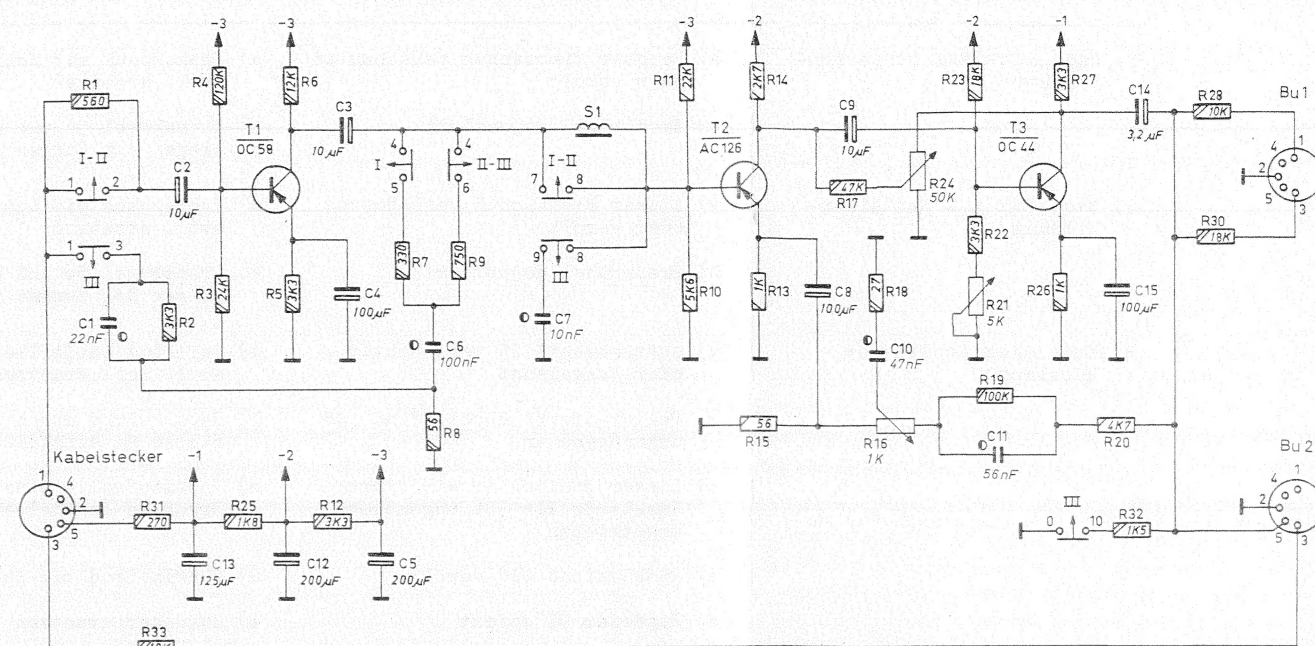 -3 -3 -3 -2 -1
R4 120K
R6 12K
R11 22K
R14 2K7
R23 18K
R27 3K3
R1 560
T1 OC 58
C3 10µF
S1
T2 AC 126
C9 10µF
T3 OC 44
C14 3,2µF
R28 10K
Bu 1
I-II
1 2
C2 10µF
I 4 5
4 6 II-III
I-II
7 8
47K R17
R24 50K
4 1 2 5 3
1 3
III
R3 24K
R5 3K3
C4 100µF
R7 330
R9 750
9 8
III
R10 5K6
R13 1K
C8 100µF
R18 27
R22 3K3
R21 5K
R26 1K
C15 100µF
R30 18K
C1 22nF
R2 3K3
C6 100nF
C7 10nF
C10 47nF
R8 56
56 R15
R16 1K
R19 100K
C11 56nF
4K7 R20
Bu 2
Kabelstecker
-1 -2 -3
1 4 2 5 3
R31 270
R25 1K8
R12 3K3
C13 125µF
C12 200µF
C5 200µF
III
0 10
R32 1K5
4 1 2 5 3
R33